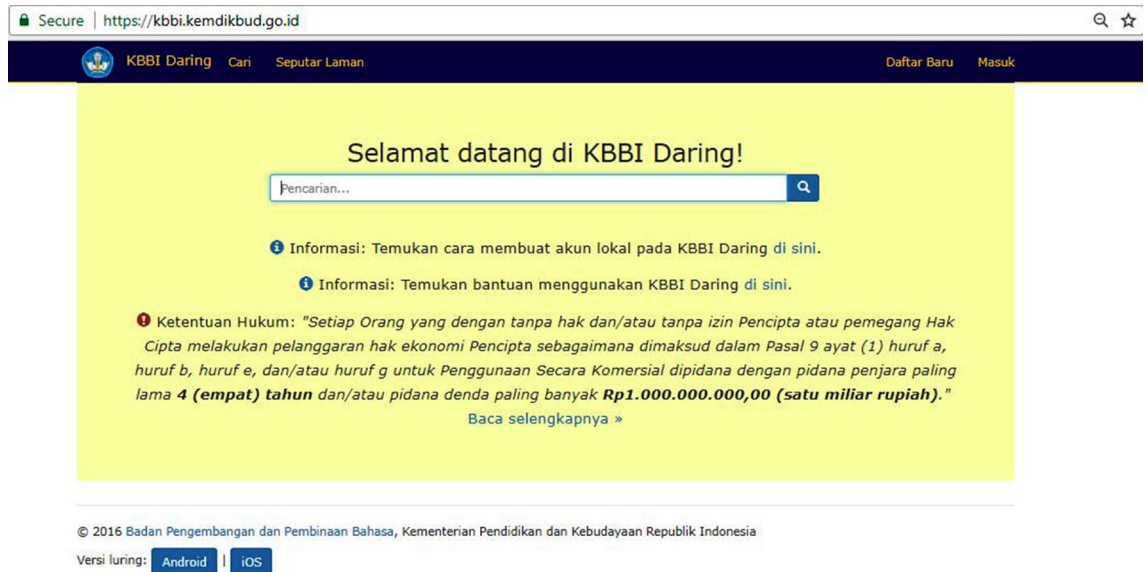 Secure | https://kbbi.kemdikbud.go.id
KBBI Daring Cari Seputar Laman Daftar Baru Masuk
Selamat datang di KBBI Daring!
Pencarian...
Informasi: Temukan cara membuat akun lokal pada KBBI Daring di sini.
Informasi: Temukan bantuan menggunakan KBBI Daring di sini.
Ketentuan Hukum: "Setiap Orang yang dengan tanpa hak dan/atau tanpa izin Pencipta atau pemegang Hak
Cipta melakukan pelanggaran hak ekonomi Pencipta sebagaimana dimaksud dalam Pasal 9 ayat (1) huruf a,
huruf b, huruf e, dan/atau huruf g untuk Penggunaan Secara Komersial dipidana dengan pidana penjara paling
lama 4 (empat) tahun dan/atau pidana denda paling banyak Rp1.000.000.000,00 (satu miliar rupiah)."
Baca selengkapnya »
© 2016 Badan Pengembangan dan Pembinaan Bahasa, Kementerian Pendidikan dan Kebudayaan Republik Indonesia
Versi luring: Android | iOS